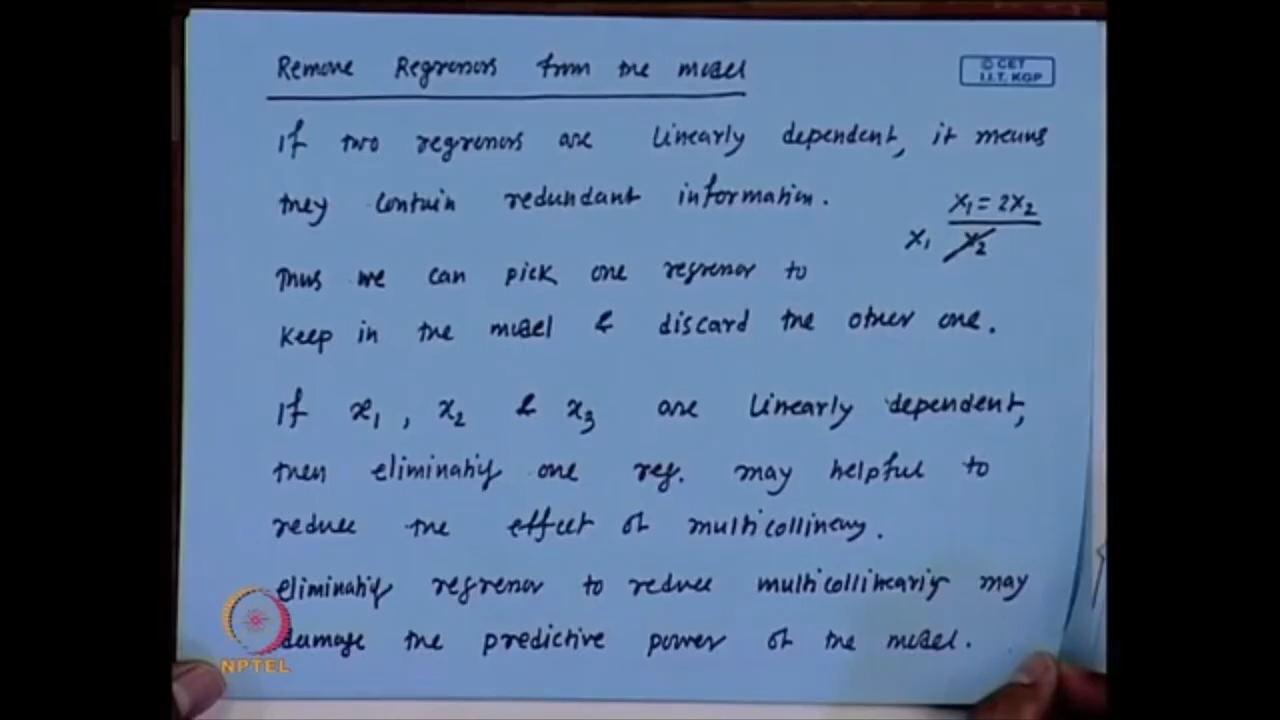 Remove Regressors from the model
© CET
I.I.T. KGP
If two regressors are linearly dependent, it means
they contain redundant information.
X₁ = 2X₂
X₁ X₂
Thus we can pick one regressor to
keep in the model & discard the other one.
If x₁, x₂ & x₃ are linearly dependent,
then eliminating one reg. may helpful to
reduce the effect of multicollineary.
eliminating regressor to reduce multicollinearity may
damage the predictive power of the model.
NPTEL